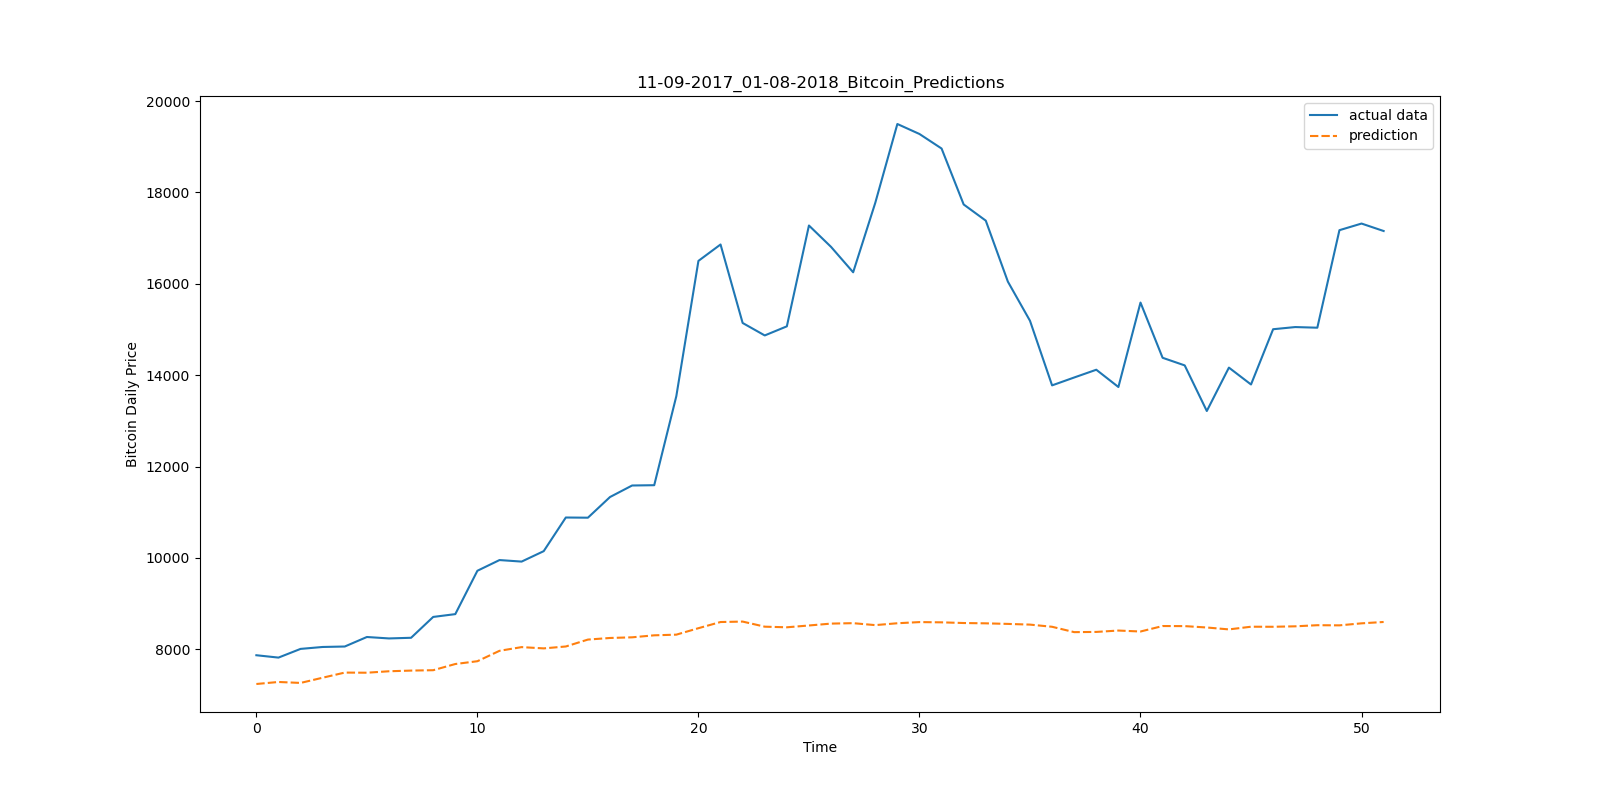 11-09-2017_01-08-2018_Bitcoin_Predictions
20000
18000
16000
14000
12000
10000
8000
Bitcoin Daily Price
actual data
prediction
0 10 20 30 40 50
Time